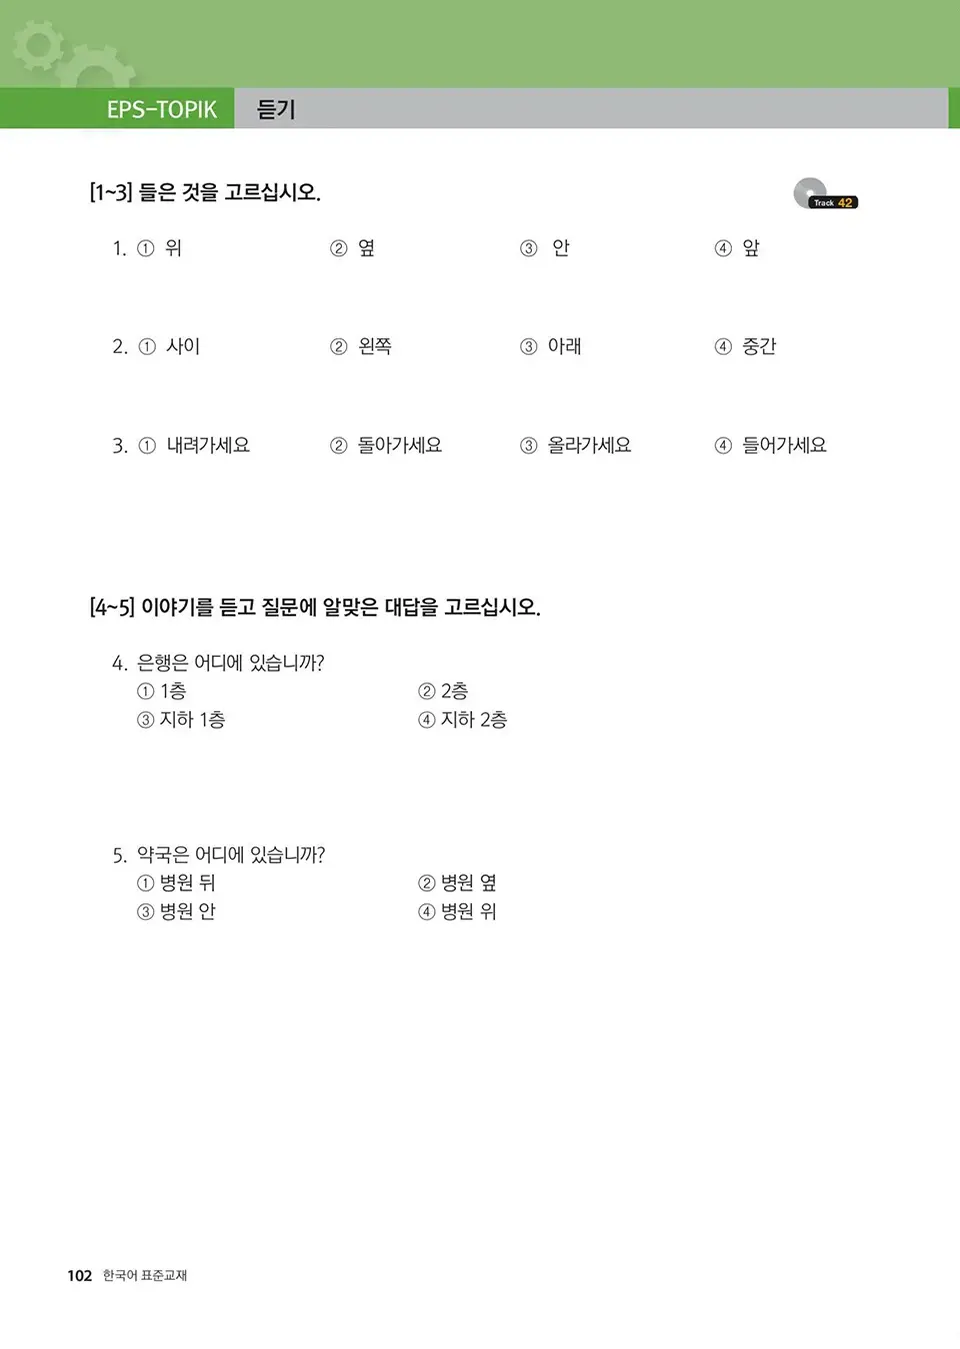 EPS-TOPIK 듣기
[1~3] 들은 것을 고르십시오.
Track 42
1. ① 위 ② 옆 ③ 안 ④ 앞
2. ① 사이 ② 왼쪽 ③ 아래 ④ 중간
3. ① 내려가세요 ② 돌아가세요 ③ 올라가세요 ④ 들어가세요
[4~5] 이야기를 듣고 질문에 알맞은 대답을 고르십시오.
4. 은행은 어디에 있습니까?
① 1층 ② 2층
③ 지하 1층 ④ 지하 2층
5. 약국은 어디에 있습니까?
① 병원 뒤 ② 병원 옆
③ 병원 안 ④ 병원 위
102 한국어 표준교재